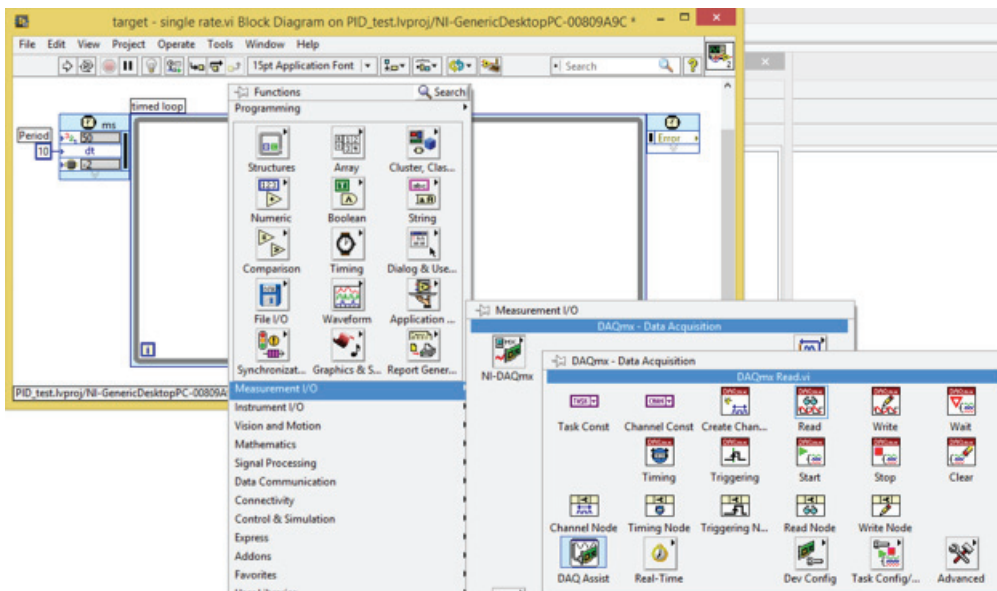 target - single rate.vi Block Diagram on PID_test.lvproj/NI-GenericDesktopPC-00809A9C *
File Edit View Project Operate Tools Window Help
15pt Application Font
Search
2
Functions
Search
Programming
timed loop
ms
Period
50
10
dt
-2
Error
Structures Array Cluster, Clas...
Numeric Boolean String
Comparison Timing Dialog & Use...
File I/O Waveform Application ...
Synchronizat... Graphics & S... Report Gener...
i
PID_test.lvproj/NI-GenericDesktopPC-00809A
Measurement I/O
Instrument I/O
Vision and Motion
Mathematics
Signal Processing
Data Communication
Connectivity
Control & Simulation
Express
Addons
Favorites
Measurement I/O
DAQmx - Data Acquisition
NI-DAQmx
DAQmx - Data Acquisition
DAQmx Read.vi
Task Const Channel Const Create Chan... Read Write Wait
Timing Triggering Start Stop Clear
Channel Node Timing Node Triggering N... Read Node Write Node
DAQ Assist Real-Time Dev Config Task Config/... Advanced